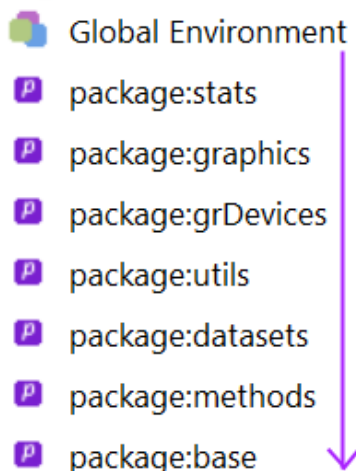 Global Environment
P package:stats
P package:graphics
P package:grDevices
P package:utils
P package:datasets
P package:methods
P package:base